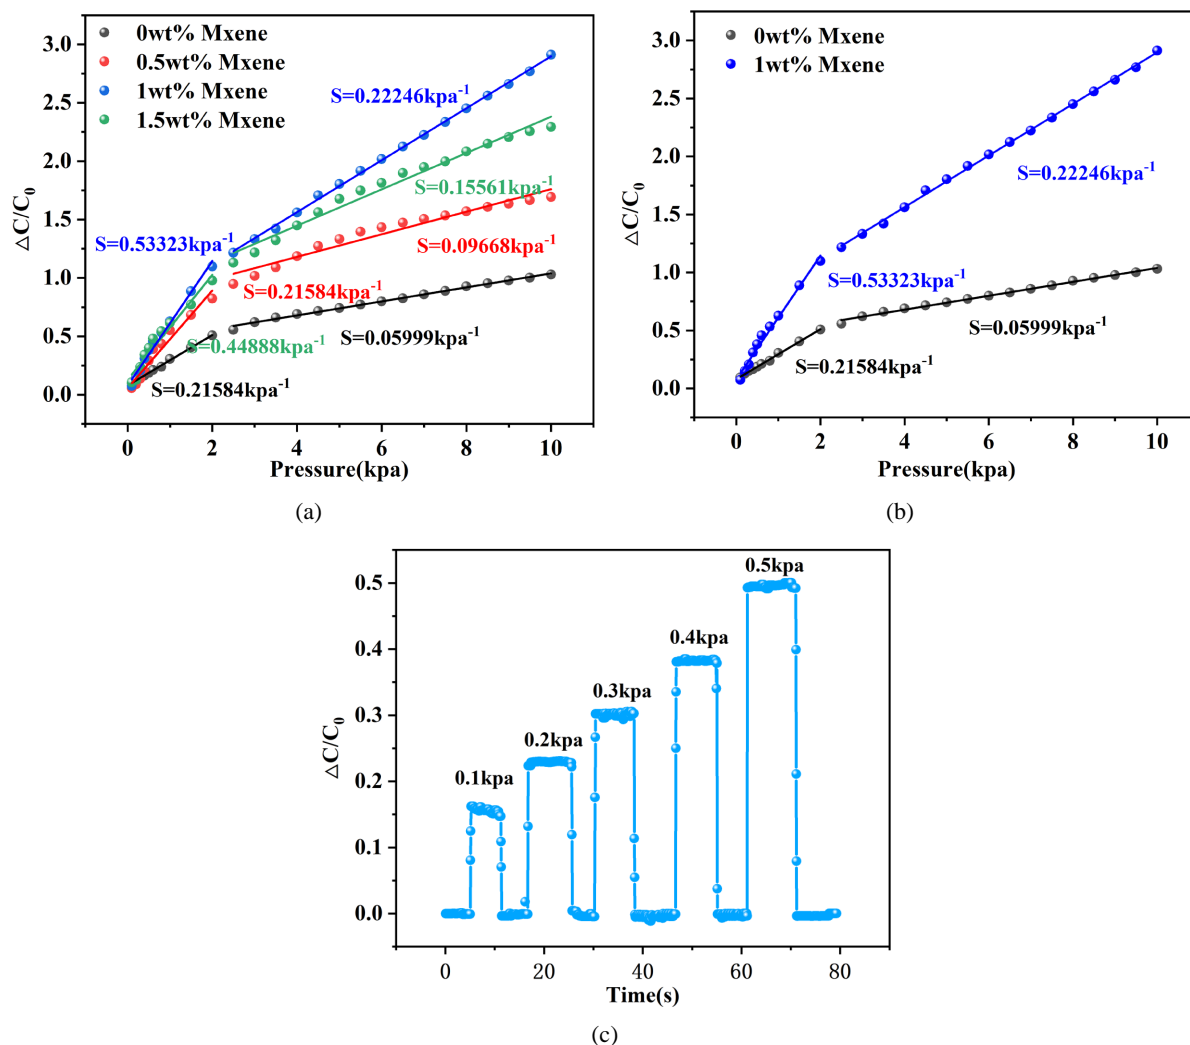 0wt% Mxene
0.5wt% Mxene
1wt% Mxene
1.5wt% Mxene
S=0.22246kpa⁻¹
S=0.15561kpa⁻¹
S=0.53323kpa⁻¹
S=0.09668kpa⁻¹
S=0.21584kpa⁻¹
S=0.05999kpa⁻¹
S=0.44888kpa⁻¹
S=0.21584kpa⁻¹
3.0
2.5
2.0
1.5
1.0
0.5
0.0
△C/C₀
0 2 4 6 8 10
Pressure(kpa)
(a)
0wt% Mxene
1wt% Mxene
S=0.22246kpa⁻¹
S=0.53323kpa⁻¹
S=0.05999kpa⁻¹
S=0.21584kpa⁻¹
3.0
2.5
2.0
1.5
1.0
0.5
0.0
△C/C₀
0 2 4 6 8 10
Pressure(kpa)
(b)
0.5kpa
0.4kpa
0.3kpa
0.2kpa
0.1kpa
0.5
0.4
0.3
0.2
0.1
0.0
△C/C₀
0 20 40 60 80
Time(s)
(c)